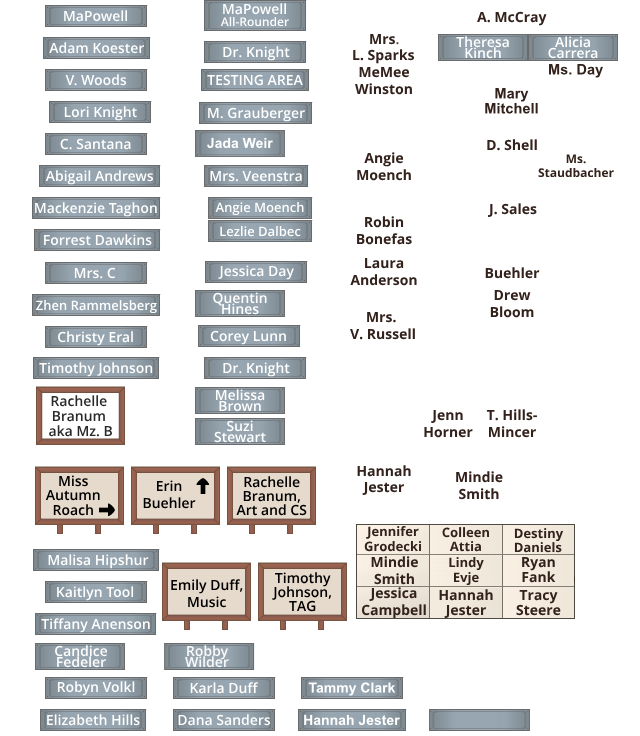 MaPowell
Adam Koester
V. Woods
Lori Knight
C. Santana
Abigail Andrews
Mackenzie Taghon
Forrest Dawkins
Mrs. C
Zhen Rammelsberg
Christy Eral
Timothy Johnson
Rachelle
Branum
aka Mz. B
MaPowell
All-Rounder
Dr. Knight
TESTING AREA
M. Grauberger
Jada Weir
Mrs. Veenstra
Angie Moench
Lezlie Dalbec
Jessica Day
Quentin
Hines
Corey Lunn
Dr. Knight
Melissa
Brown
Suzi
Stewart
Mrs.
L. Sparks
MeMee
Winston
Angie
Moench
Robin
Bonefas
Laura
Anderson
Mrs.
V. Russell
A. McCray
Theresa
Kinch
Alicia
Carrera
Ms. Day
Mary
Mitchell
D. Shell
Ms.
Staudbacher
J. Sales
Buehler
Drew
Bloom
Jenn
Horner
T. Hills-
Mincer
Hannah
Jester
Mindie
Smith
Miss
Autumn
Roach
Erin
Buehler
Rachelle
Branum,
Art and CS
Malisa Hipshur
Kaitlyn Tool
Tiffany Anenson
Emily Duff,
Music
Timothy
Johnson,
TAG
Jennifer
Grodecki
Colleen
Attia
Destiny
Daniels
Mindie
Smith
Lindy
Evje
Ryan
Fank
Jessica
Campbell
Hannah
Jester
Tracy
Steere
Candice
Fedeler
Robby
Wilder
Robyn Volkl
Karla Duff
Tammy Clark
Elizabeth Hills
Dana Sanders
Hannah Jester